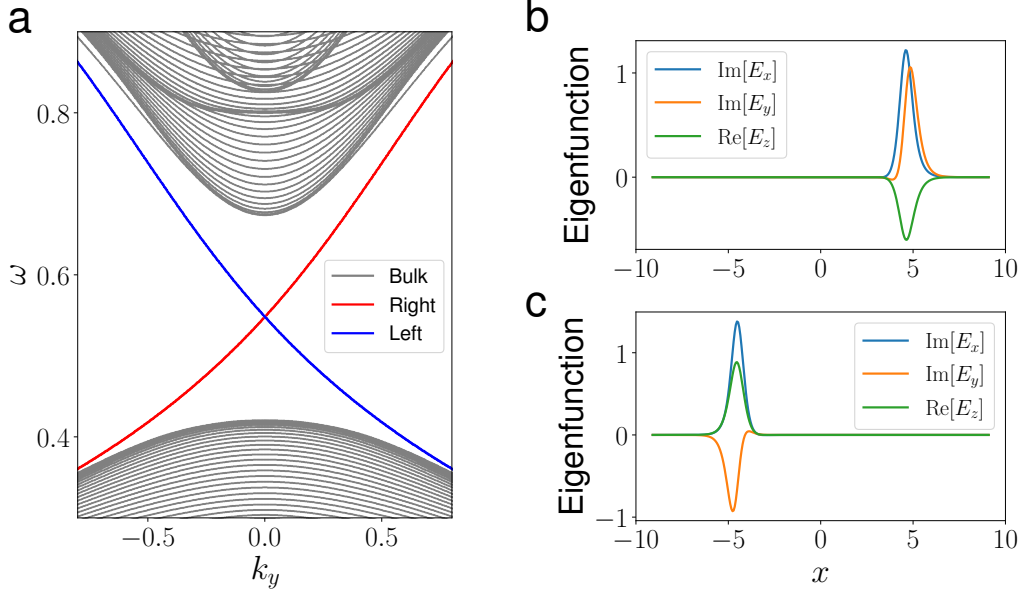 a
0.8
0.6
0.4
ω
−0.5
0.0
0.5
k_y
Bulk
Right
Left
b
Eigenfunction
1
0
−10
−5
0
5
10
Im[E_x]
Im[E_y]
Re[E_z]
c
Eigenfunction
1
0
−1
−10
−5
0
5
10
x
Im[E_x]
Im[E_y]
Re[E_z]